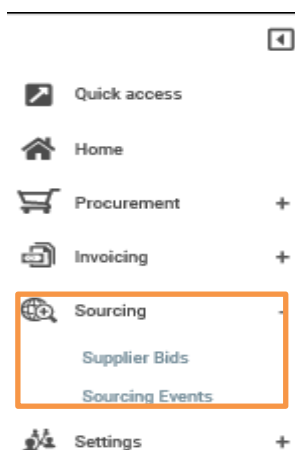 Quick access
Home
Procurement +
Invoicing +
Sourcing -
Supplier Bids
Sourcing Events
Settings +